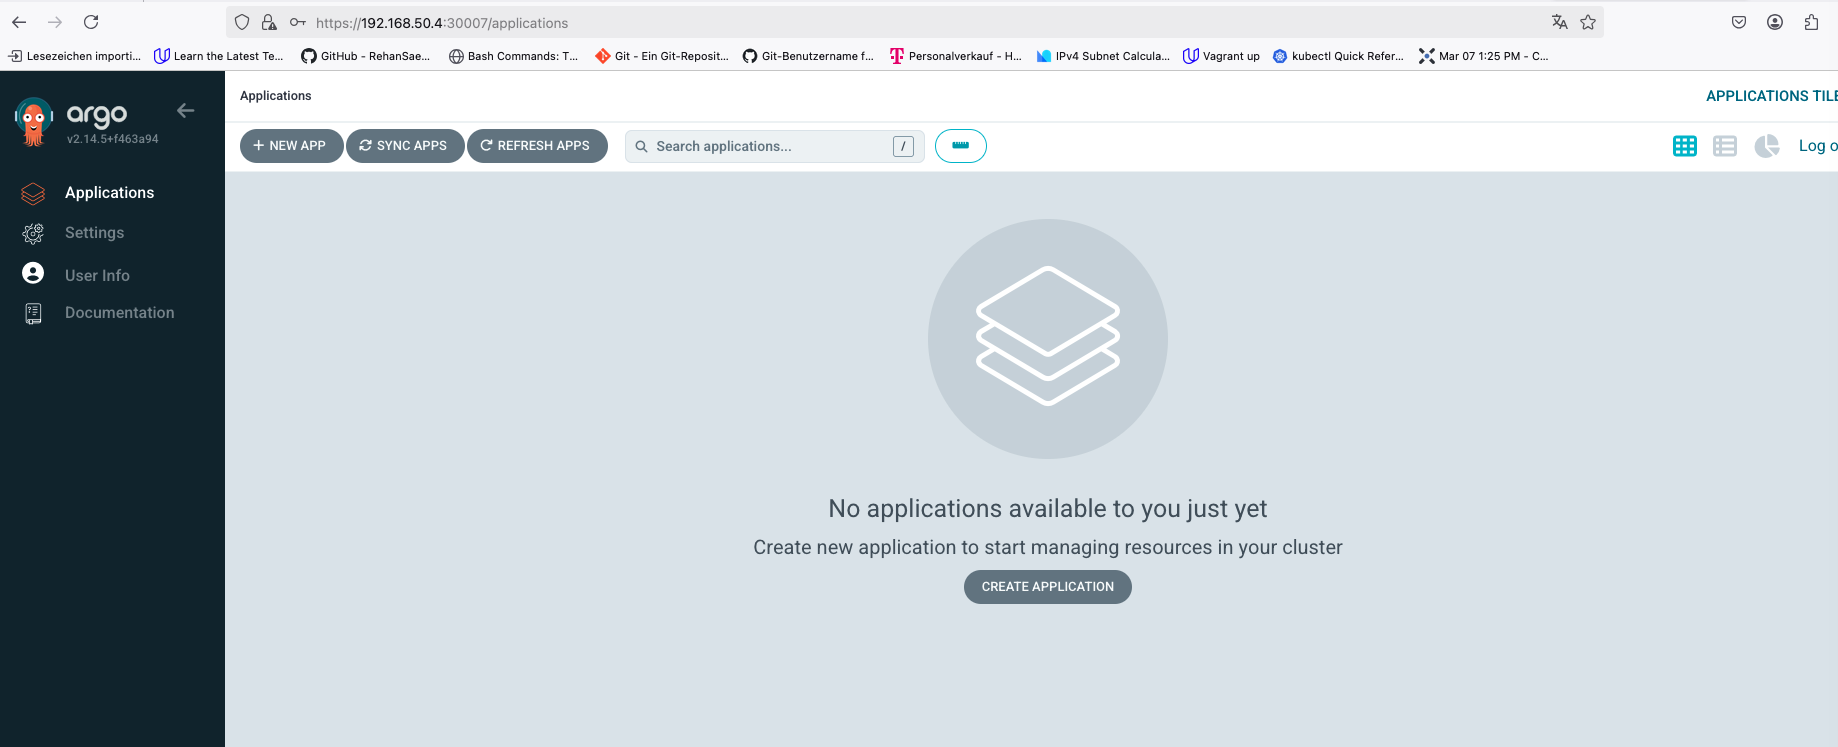 https://192.168.50.4:30007/applications
Lesezeichen importi... Learn the Latest Te... GitHub - RehanSae... Bash Commands: T... Git - Ein Git-Reposit... Git-Benutzername f... Personalverkauf - H... IPv4 Subnet Calcula... Vagrant up kubectl Quick Refer... Mar 07 1:25 PM - C...
argo
v2.14.5+f463a94
Applications
Settings
User Info
Documentation
Applications
APPLICATIONS TILE
+ NEW APP SYNC APPS REFRESH APPS Search applications... / Log o
No applications available to you just yet
Create new application to start managing resources in your cluster
CREATE APPLICATION